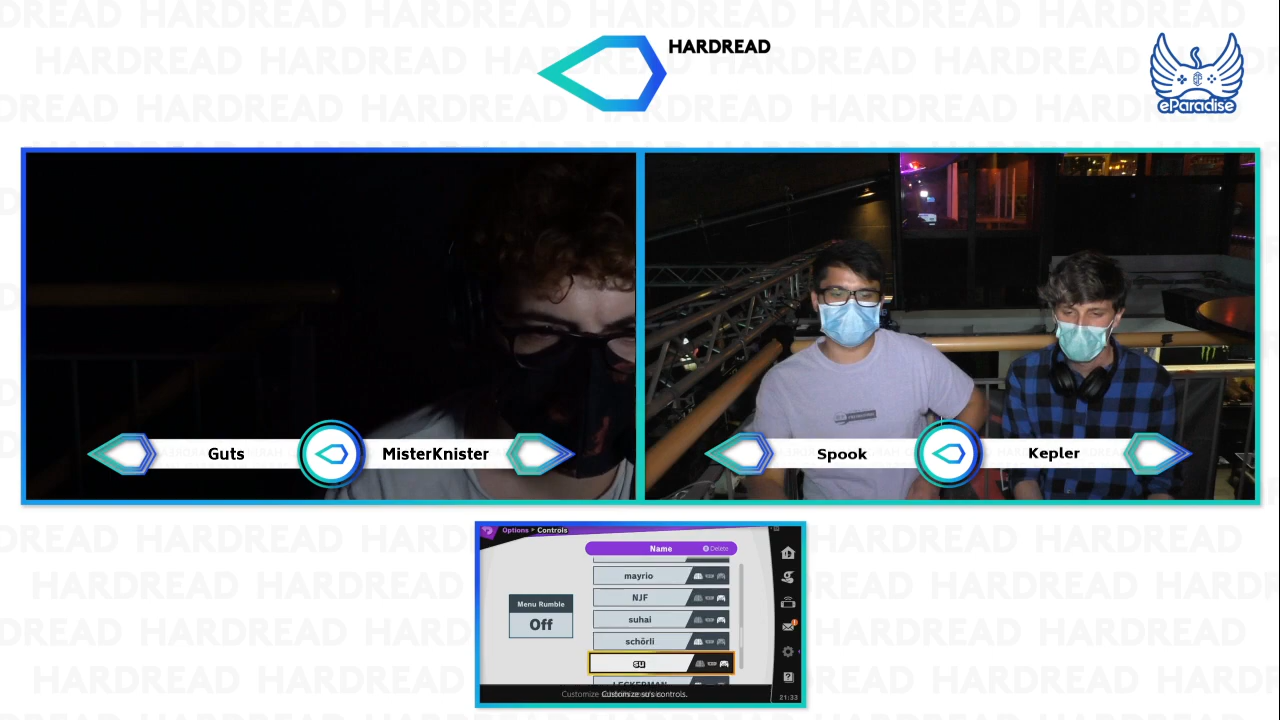 HARDREAD
eParadise
Guts
MisterKnister
Spook
Kepler
Options
Controls
Name
Delete
mayrio
NJF
suhai
schörli
su
Menu Rumble
Off
Customize su's controls.
21:33